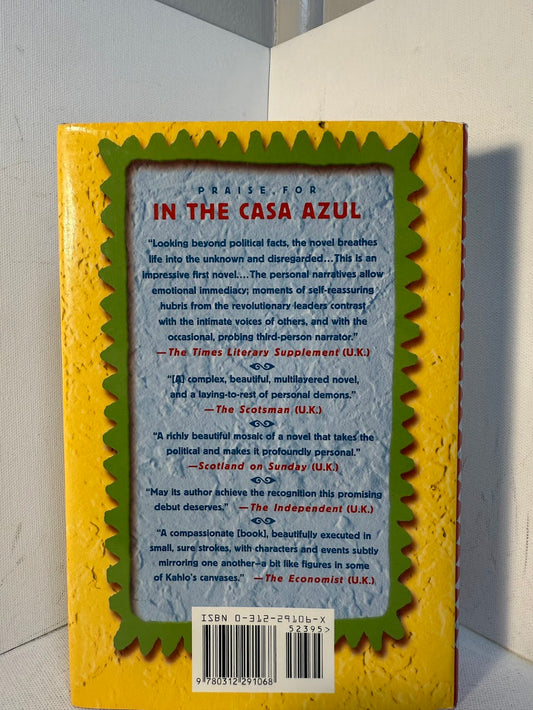 PRAISE FOR
IN THE CASA AZUL
"Looking beyond political facts, the novel breathes
life into the unknown and disregarded...This is an
impressive first novel....The personal narratives allow
emotional immediacy; moments of self-reassuring
hubris from the revolutionary leaders contrast
with the intimate voices of others, and with the
occasional, probing third-person narrator."
—The Times Literary Supplement (U.K.)
"[A] complex, beautiful, multilayered novel,
and a laying-to-rest of personal demons."
—The Scotsman (U.K.)
"A richly beautiful mosaic of a novel that takes the
political and makes it profoundly personal."
—Scotland on Sunday (U.K.)
"May its author achieve the recognition this promising
debut deserves." —The Independent (U.K.)
"A compassionate [book], beautifully executed in
small, sure strokes, with characters and events subtly
mirroring one another—a bit like figures in some
of Kahlo's canvases." —The Economist (U.K.)
ISBN 0-312-29106-X
52395>
9 780312 291068